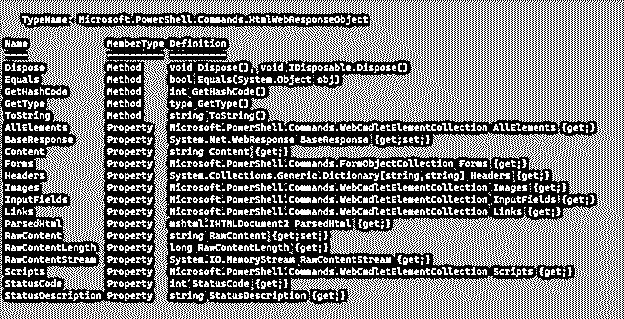 TypeName: Microsoft.PowerShell.Commands.HtmlWebResponseObject
Name MemberType Definition
---- ---------- ----------
Dispose Method void Dispose(), void IDisposable.Dispose()
Equals Method bool Equals(System.Object obj)
GetHashCode Method int GetHashCode()
GetType Method type GetType()
ToString Method string ToString()
AllElements Property Microsoft.PowerShell.Commands.WebCmdletElementCollection AllElements {get;}
BaseResponse Property System.Net.WebResponse BaseResponse {get;set;}
Content Property string Content {get;}
Forms Property Microsoft.PowerShell.Commands.FormObjectCollection Forms {get;}
Headers Property System.Collections.Generic.Dictionary[string,string] Headers {get;}
Images Property Microsoft.PowerShell.Commands.WebCmdletElementCollection Images {get;}
InputFields Property Microsoft.PowerShell.Commands.WebCmdletElementCollection InputFields {get;}
Links Property Microsoft.PowerShell.Commands.WebCmdletElementCollection Links {get;}
ParsedHtml Property mshtml.IHTMLDocument2 ParsedHtml {get;}
RawContent Property string RawContent {get;set;}
RawContentLength Property long RawContentLength {get;}
RawContentStream Property System.IO.MemoryStream RawContentStream {get;}
Scripts Property Microsoft.PowerShell.Commands.WebCmdletElementCollection Scripts {get;}
StatusCode Property int StatusCode {get;}
StatusDescription Property string StatusDescription {get;}